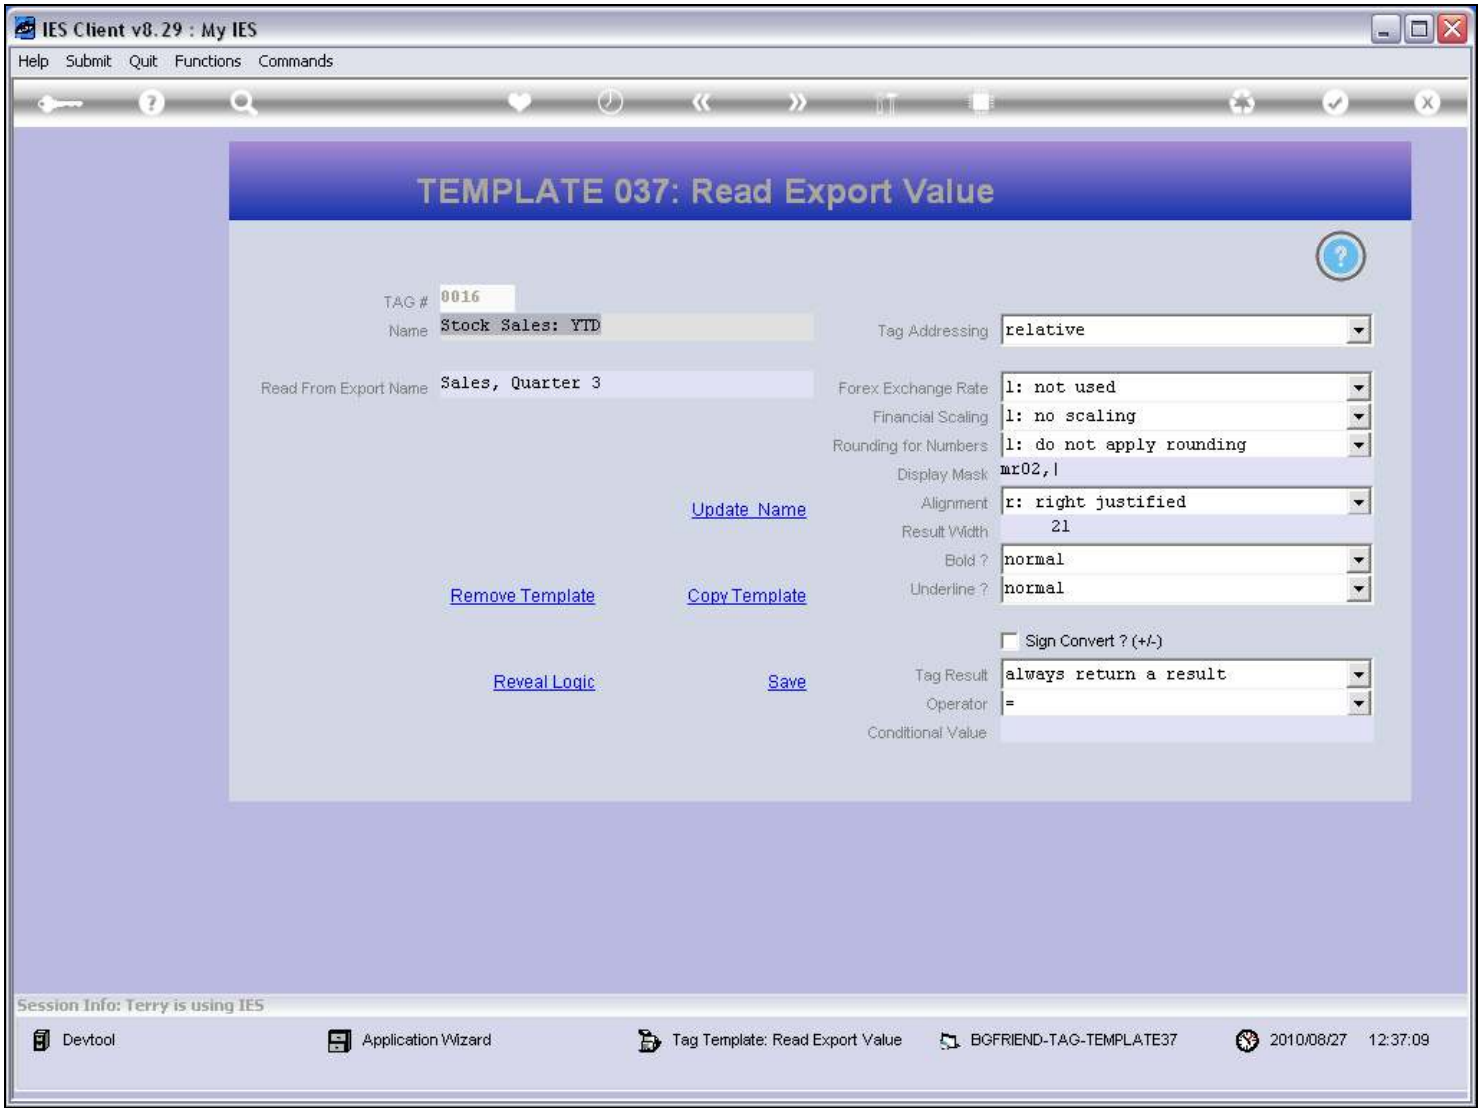 IES Client v8.29 : My IES
Help Submit Quit Functions Commands
TEMPLATE 037: Read Export Value
TAG # 0016
Name Stock Sales: YTD
Tag Addressing relative
Read From Export Name Sales, Quarter 3
Forex Exchange Rate 1: not used
Financial Scaling 1: no scaling
Rounding for Numbers 1: do not apply rounding
Display Mask mr02,|
Update Name
Alignment r: right justified
Result Width 21
Bold ? normal
Remove Template Copy Template
Underline ? normal
Sign Convert ? (+/-)
Reveal Logic Save
Tag Result always return a result
Operator =
Conditional Value
Session Info: Terry is using IES
Devtool Application Wizard Tag Template: Read Export Value BGFRIEND-TAG-TEMPLATE37 2010/08/27 12:37:09